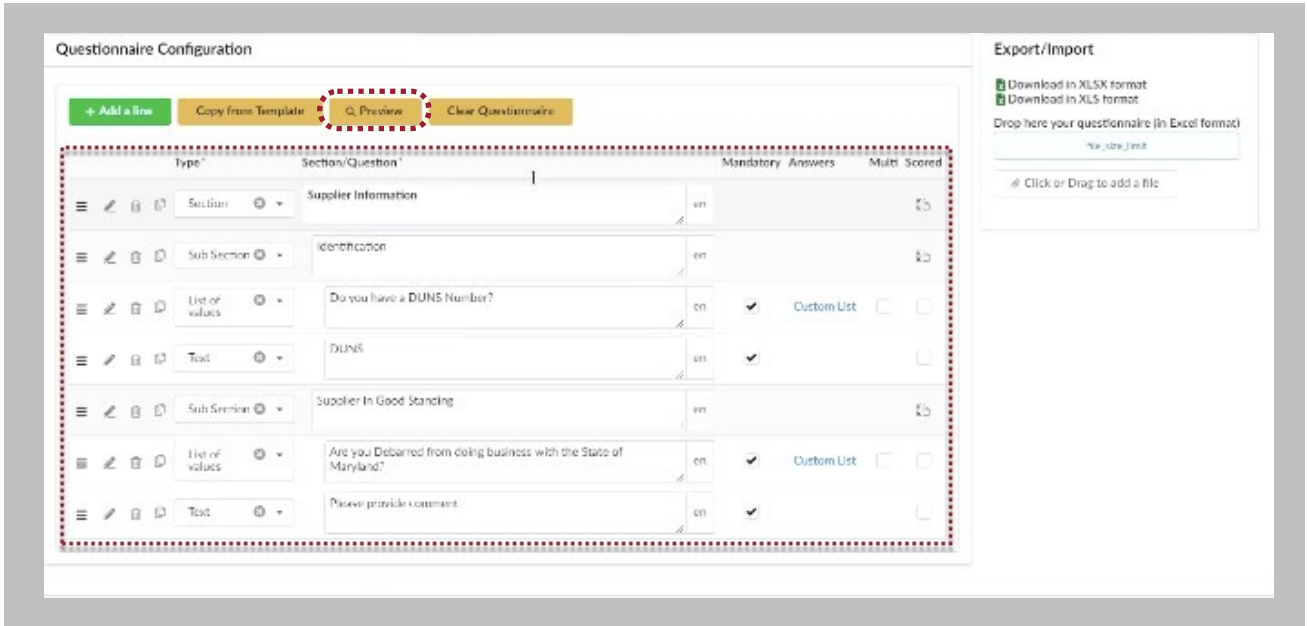 Questionnaire Configuration
+ Add a line Copy from Template Preview Clear Questionnaire
Type* Section/Question* Mandatory Answers Multi Scored
Section Supplier Information en
Sub Section Identification en
List of values Do you have a DUNS Number? en Custom List
Text DUNS en
Sub Section Supplier In Good Standing en
List of values Are you Debarred from doing business with the State of
Maryland? en Custom List
Text Please provide comment en
Export/Import
Download in XLSX format
Download in XLS format
Drop here your questionnaire (in Excel format)
file_size_limit
Click or Drag to add a file